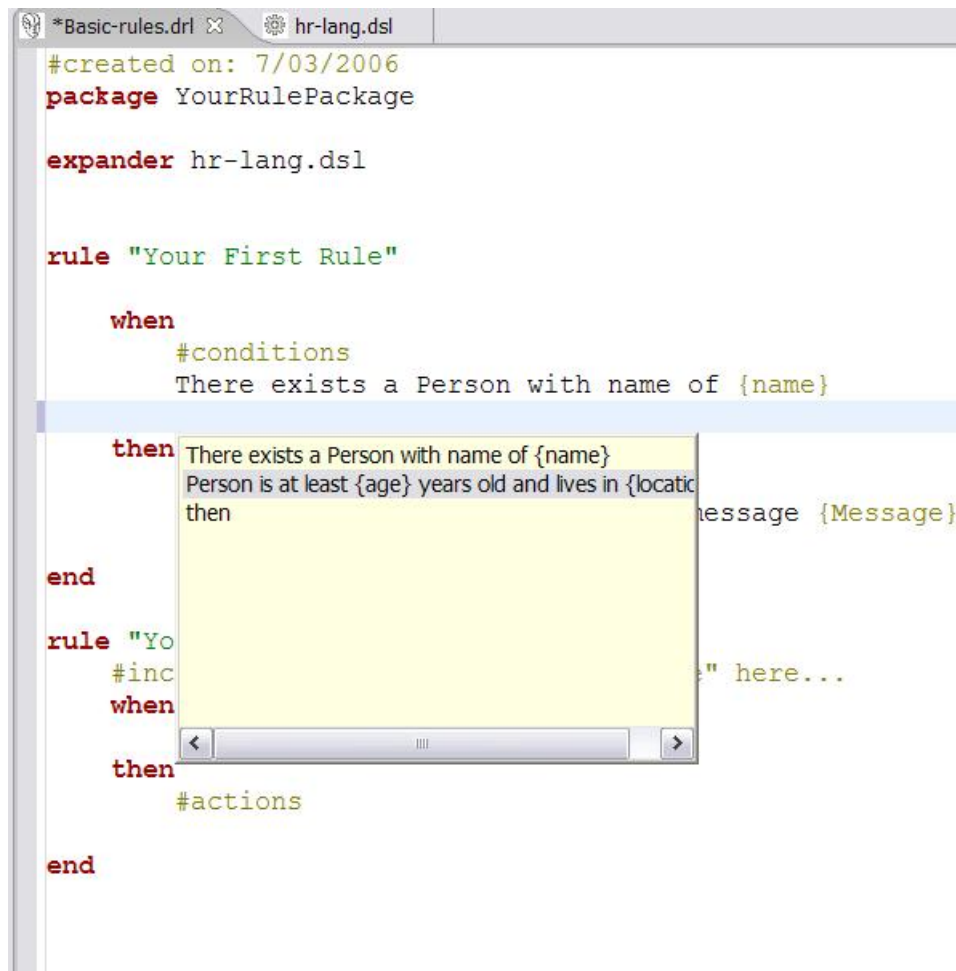 *Basic-rules.drl hr-lang.dsl
#created on: 7/03/2006
package YourRulePackage
expander hr-lang.dsl
rule "Your First Rule"
when
#conditions
There exists a Person with name of {name}
then
There exists a Person with name of {name}
Person is at least {age} years old and lives in
then
{Message}
end
rule "Yo
#inc
" here...
when
then
#actions
end